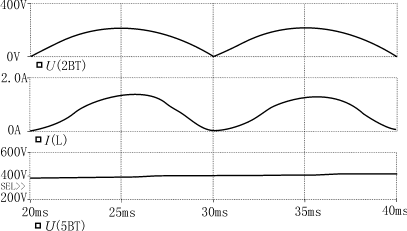 400V
0V
U(2BT)
2.0A
0A
I(L)
600V
400V
SEL>>
200V
20ms 25ms 30ms 35ms 40ms
U(5BT)